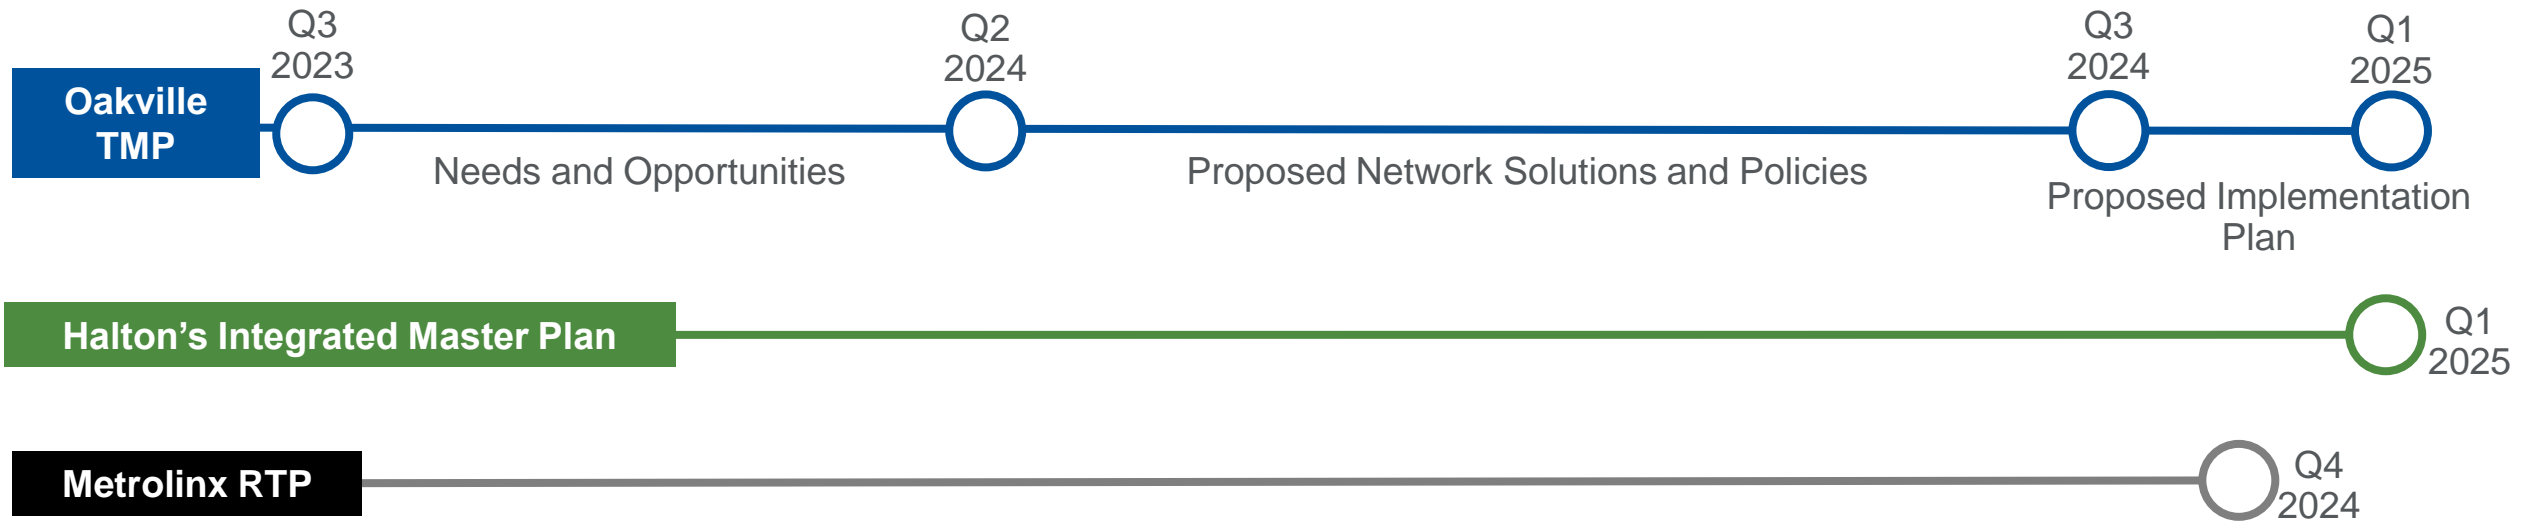 Q3
2023
Q2
2024
Q3
2024
Q1
2025
Oakville
TMP
Needs and Opportunities
Proposed Network Solutions and Policies
Proposed Implementation
Plan
Halton’s Integrated Master Plan
Q1
2025
Metrolinx RTP
Q4
2024